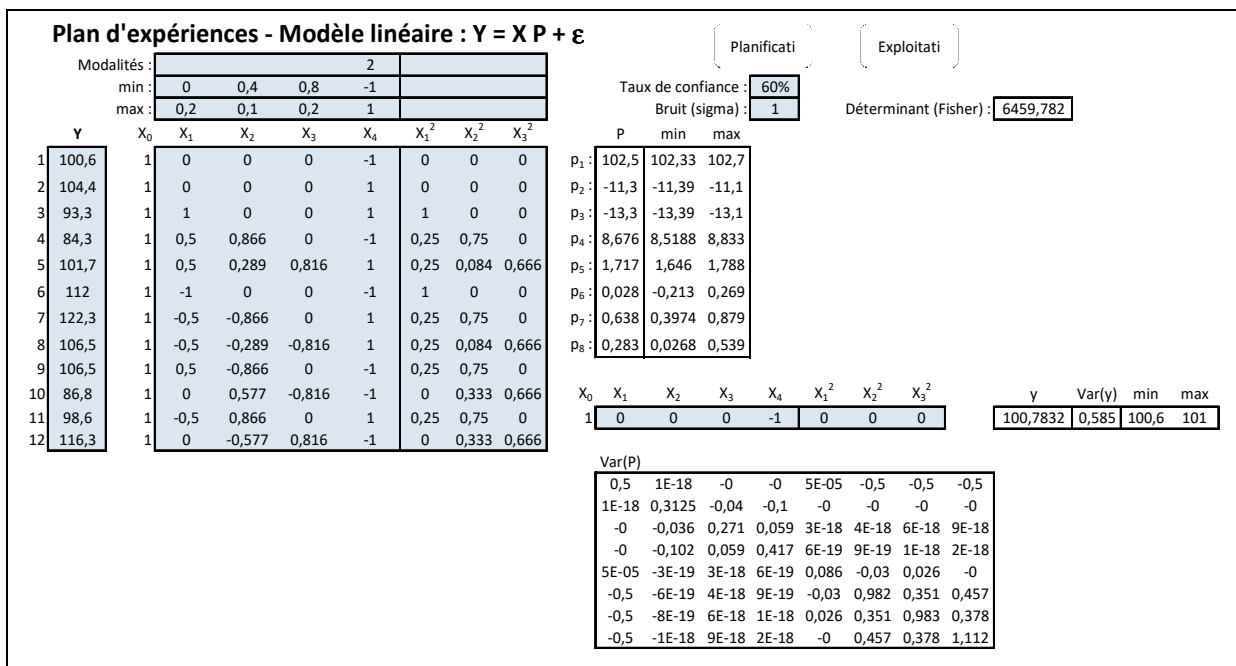 Plan d'expériences - Modèle linéaire : Y = X P + ε
Planificati Exploitati
Modalités : 2
min : 0 0,4 0,8 -1
max : 0,2 0,1 0,2 1
Taux de confiance : 60%
Bruit (sigma) : 1 Déterminant (Fisher) : 6459,782
Y X0 X1 X2 X3 X4 X1² X2² X3²
1 100,6 1 0 0 0 -1 0 0 0
2 104,4 1 0 0 0 1 0 0 0
3 93,3 1 1 0 0 1 1 0 0
4 84,3 1 0,5 0,866 0 -1 0,25 0,75 0
5 101,7 1 0,5 0,289 0,816 1 0,25 0,084 0,666
6 112 1 -1 0 0 -1 1 0 0
7 122,3 1 -0,5 -0,866 0 1 0,25 0,75 0
8 106,5 1 -0,5 -0,289 -0,816 1 0,25 0,084 0,666
9 106,5 1 0,5 -0,866 0 -1 0,25 0,75 0
10 86,8 1 0 0,577 -0,816 -1 0 0,333 0,666
11 98,6 1 -0,5 0,866 0 1 0,25 0,75 0
12 116,3 1 0 -0,577 0,816 -1 0 0,333 0,666
P min max
p1 : 102,5 102,33 102,7
p2 : -11,3 -11,39 -11,1
p3 : -13,3 -13,39 -13,1
p4 : 8,676 8,5188 8,833
p5 : 1,717 1,646 1,788
p6 : 0,028 -0,213 0,269
p7 : 0,638 0,3974 0,879
p8 : 0,283 0,0268 0,539
X0 X1 X2 X3 X4 X1² X2² X3² y Var(y) min max
1 0 0 0 -1 0 0 0 100,7832 0,585 100,6 101
Var(P)
0,5 1E-18 -0 -0 5E-05 -0,5 -0,5 -0,5
1E-18 0,3125 -0,04 -0,1 -0 -0 -0 -0
-0 -0,036 0,271 0,059 3E-18 4E-18 6E-18 9E-18
-0 -0,102 0,059 0,417 6E-19 9E-19 1E-18 2E-18
5E-05 -3E-19 3E-18 6E-19 0,086 -0,03 0,026 -0
-0,5 -6E-19 4E-18 9E-19 -0,03 0,982 0,351 0,457
-0,5 -8E-19 6E-18 1E-18 0,026 0,351 0,983 0,378
-0,5 -1E-18 9E-18 2E-18 -0 0,457 0,378 1,112